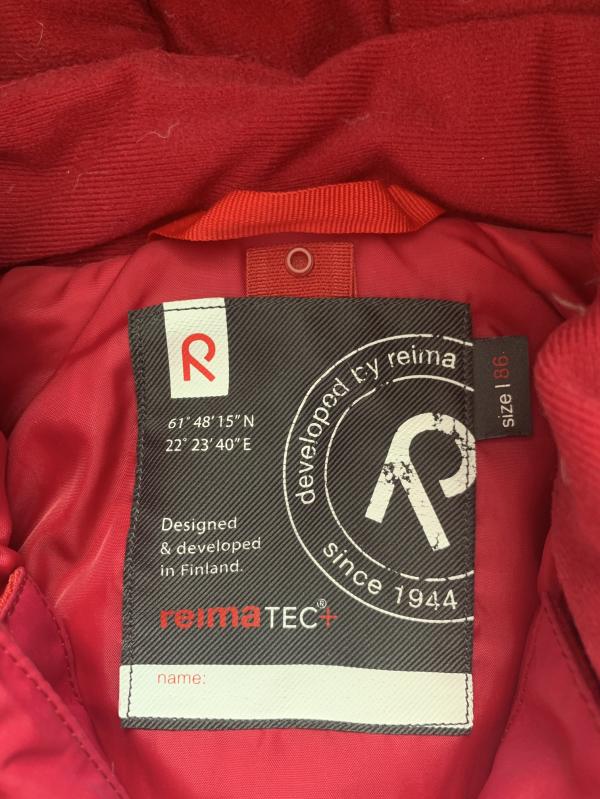 R
61° 48' 15" N
22° 23' 40" E
developed by reima
R
since 1944
size | 86
Designed
& developed
in Finland.
reimaTEC®+
name: